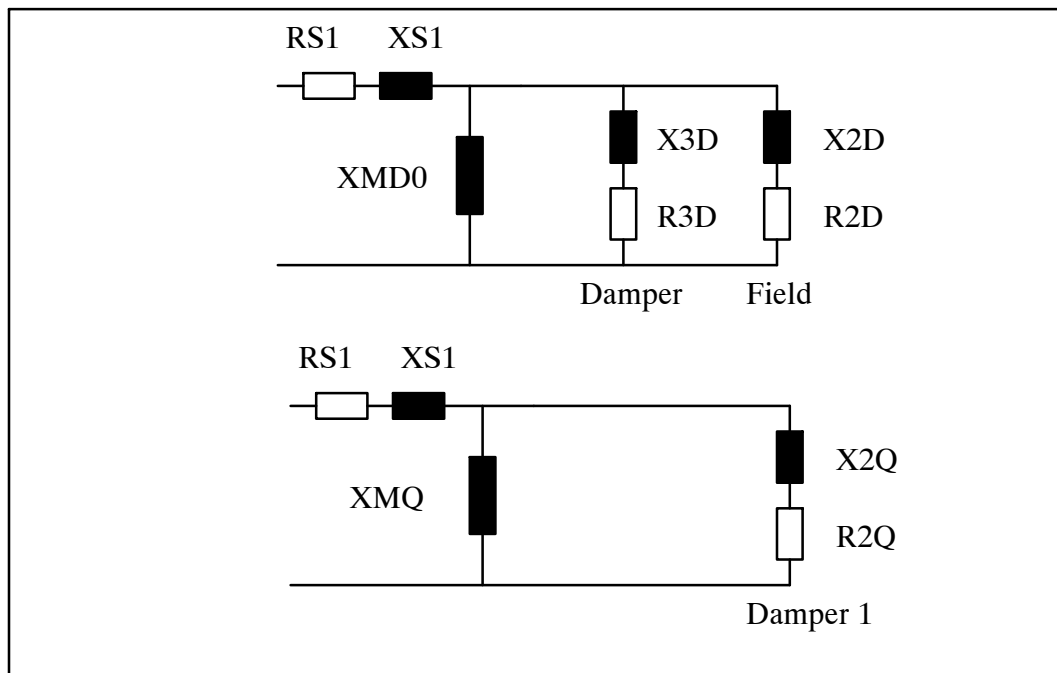 RS1 XS1
X3D X2D
XMD0
R3D R2D
Damper Field
RS1 XS1
X2Q
XMQ
R2Q
Damper 1